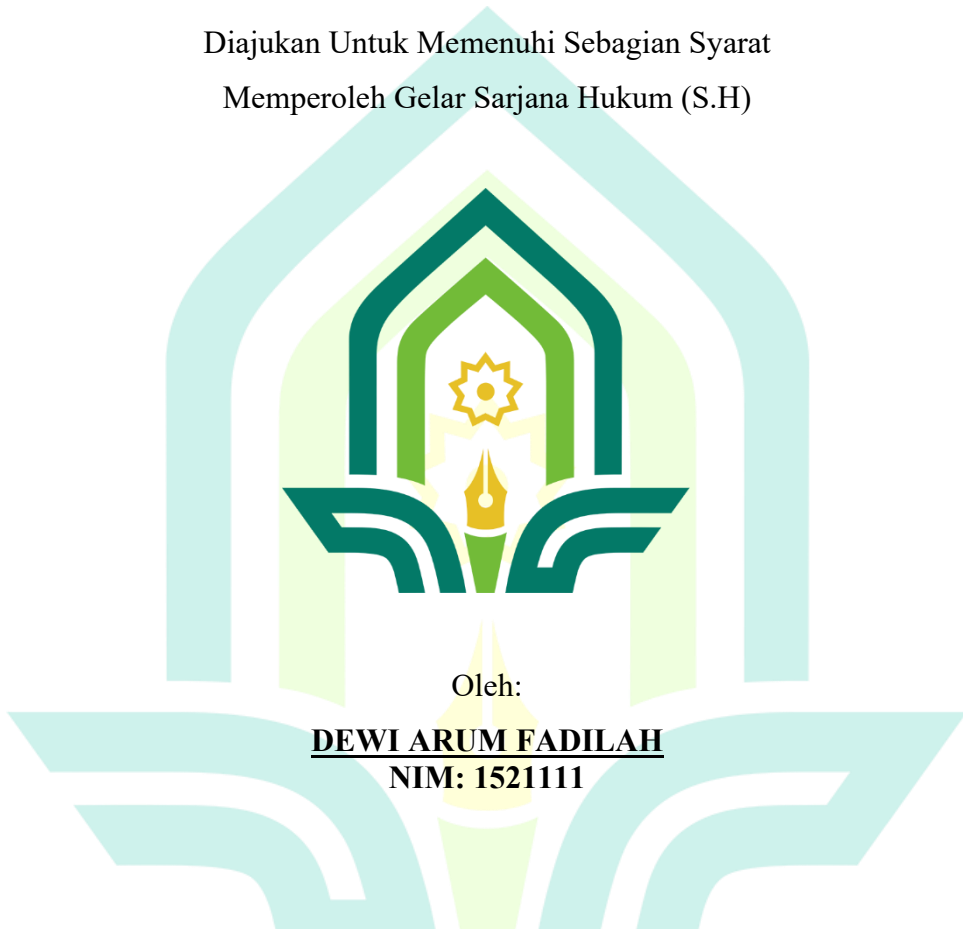 Diajukan Untuk Memenuhi Sebagian Syarat
Memperoleh Gelar Sarjana Hukum (S.H)
Oleh:
DEWI ARUM FADILAH
NIM: 1521111